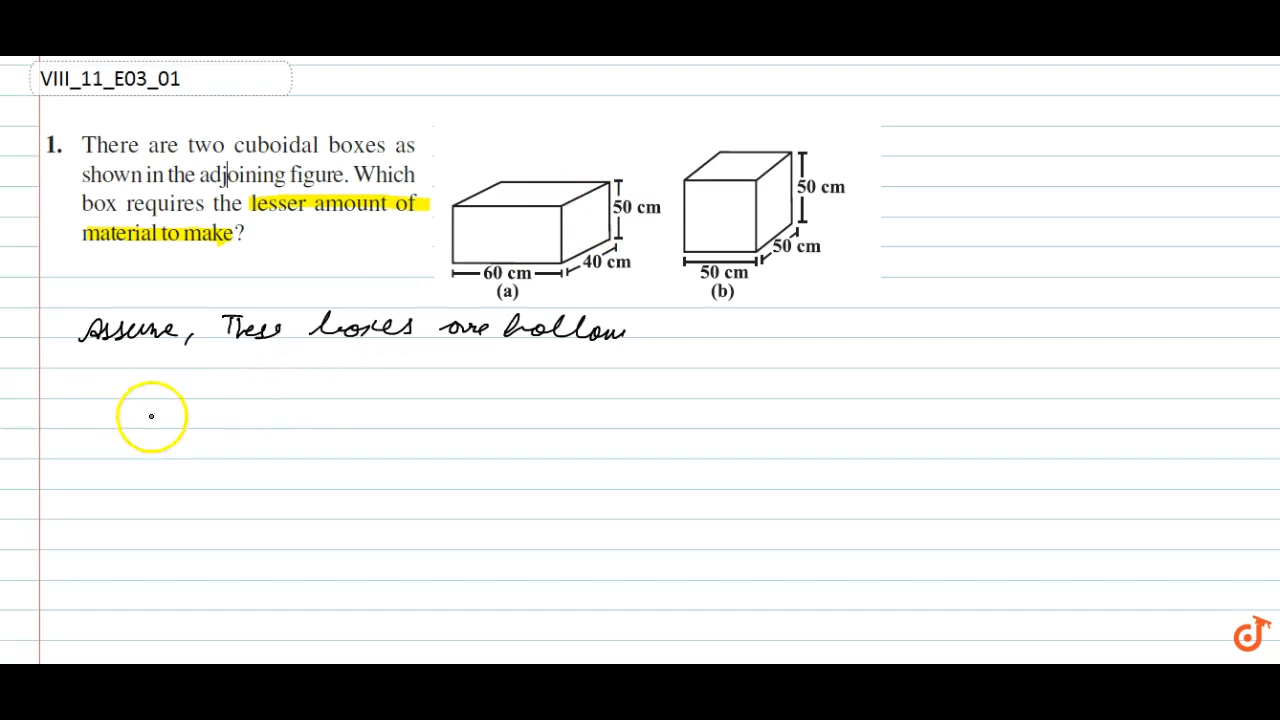 VIII_11_E03_01
1. There are two cuboidal boxes as
shown in the adjoining figure. Which
box requires the lesser amount of
material to make?
50 cm
40 cm
60 cm
(a)
50 cm
50 cm
50 cm
(b)
Assume, These boxes are hollow